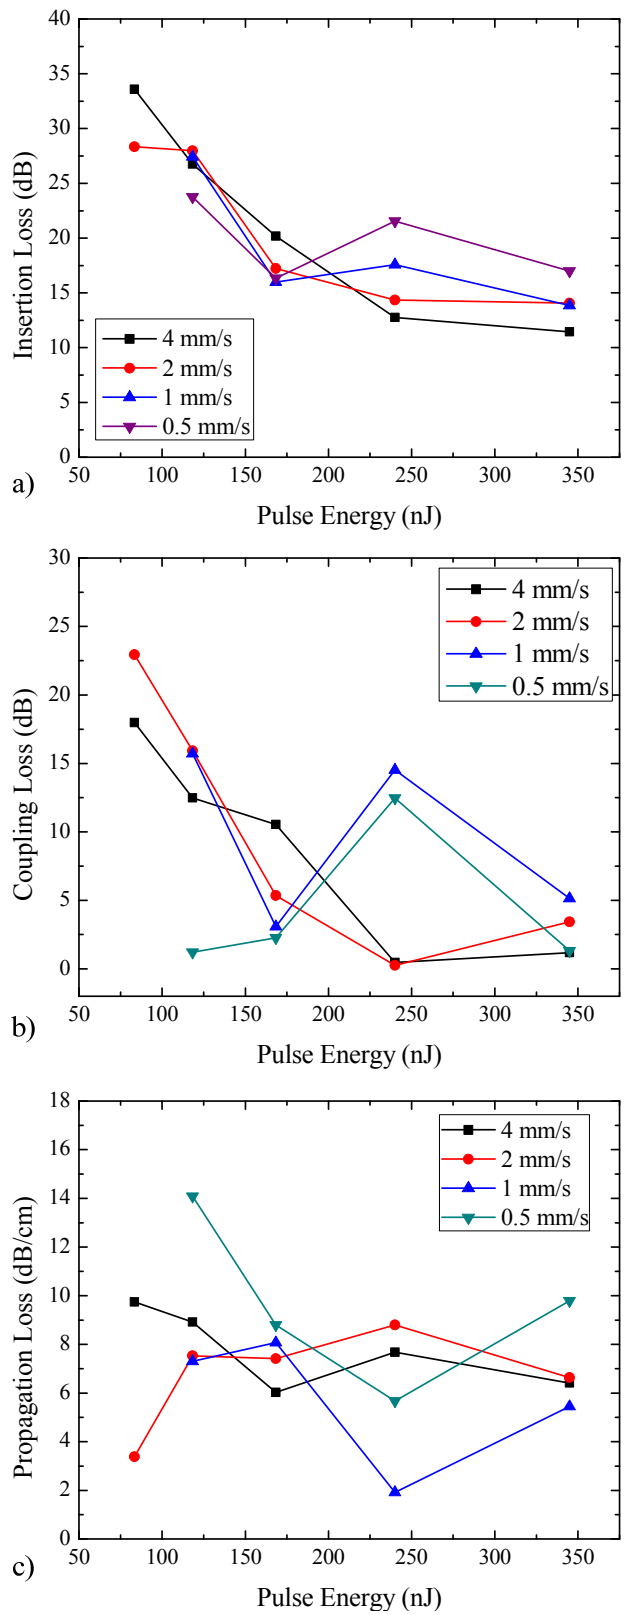 40
35
30
25
20
15
10
5
0
Insertion Loss (dB)
4 mm/s
2 mm/s
1 mm/s
0.5 mm/s
50 100 150 200 250 300 350
a)
Pulse Energy (nJ)
30
25
20
15
10
5
0
Coupling Loss (dB)
4 mm/s
2 mm/s
1 mm/s
0.5 mm/s
50 100 150 200 250 300 350
b)
Pulse Energy (nJ)
18
16
14
12
10
8
6
4
2
0
Propagation Loss (dB/cm)
4 mm/s
2 mm/s
1 mm/s
0.5 mm/s
50 100 150 200 250 300 350
c)
Pulse Energy (nJ)